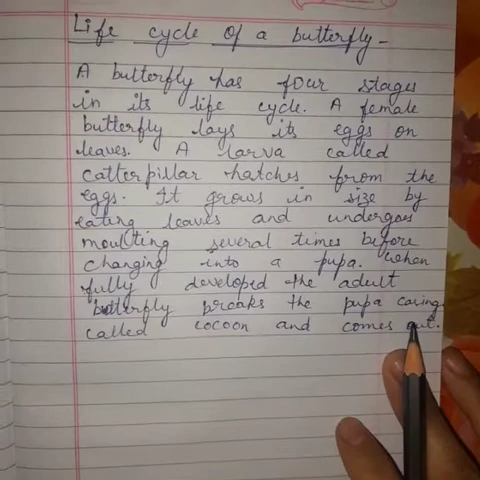 Life cycle of a butterfly -
A butterfly has four stages
in its life cycle. A female
butterfly lays its eggs on
leaves. A larva called
catterpillar hatches from the
eggs. It grows in size by
eating leaves and undergoes
moulting several times before
changing into a pupa. When
fully developed the adult
butterfly breaks the pupa caring
called cocoon and comes out.